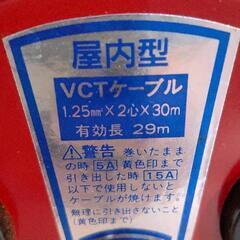 屋内型
VCTケーブル
1.25mm²×2心×30m
有効長 29m
⚠警告 巻いたまま
の時 5A (黄色印まで
引き出した時) 15A
以下で使用しないと
ケーブルが焼けます。
無理に引き出さないこと
(黄色印まで)